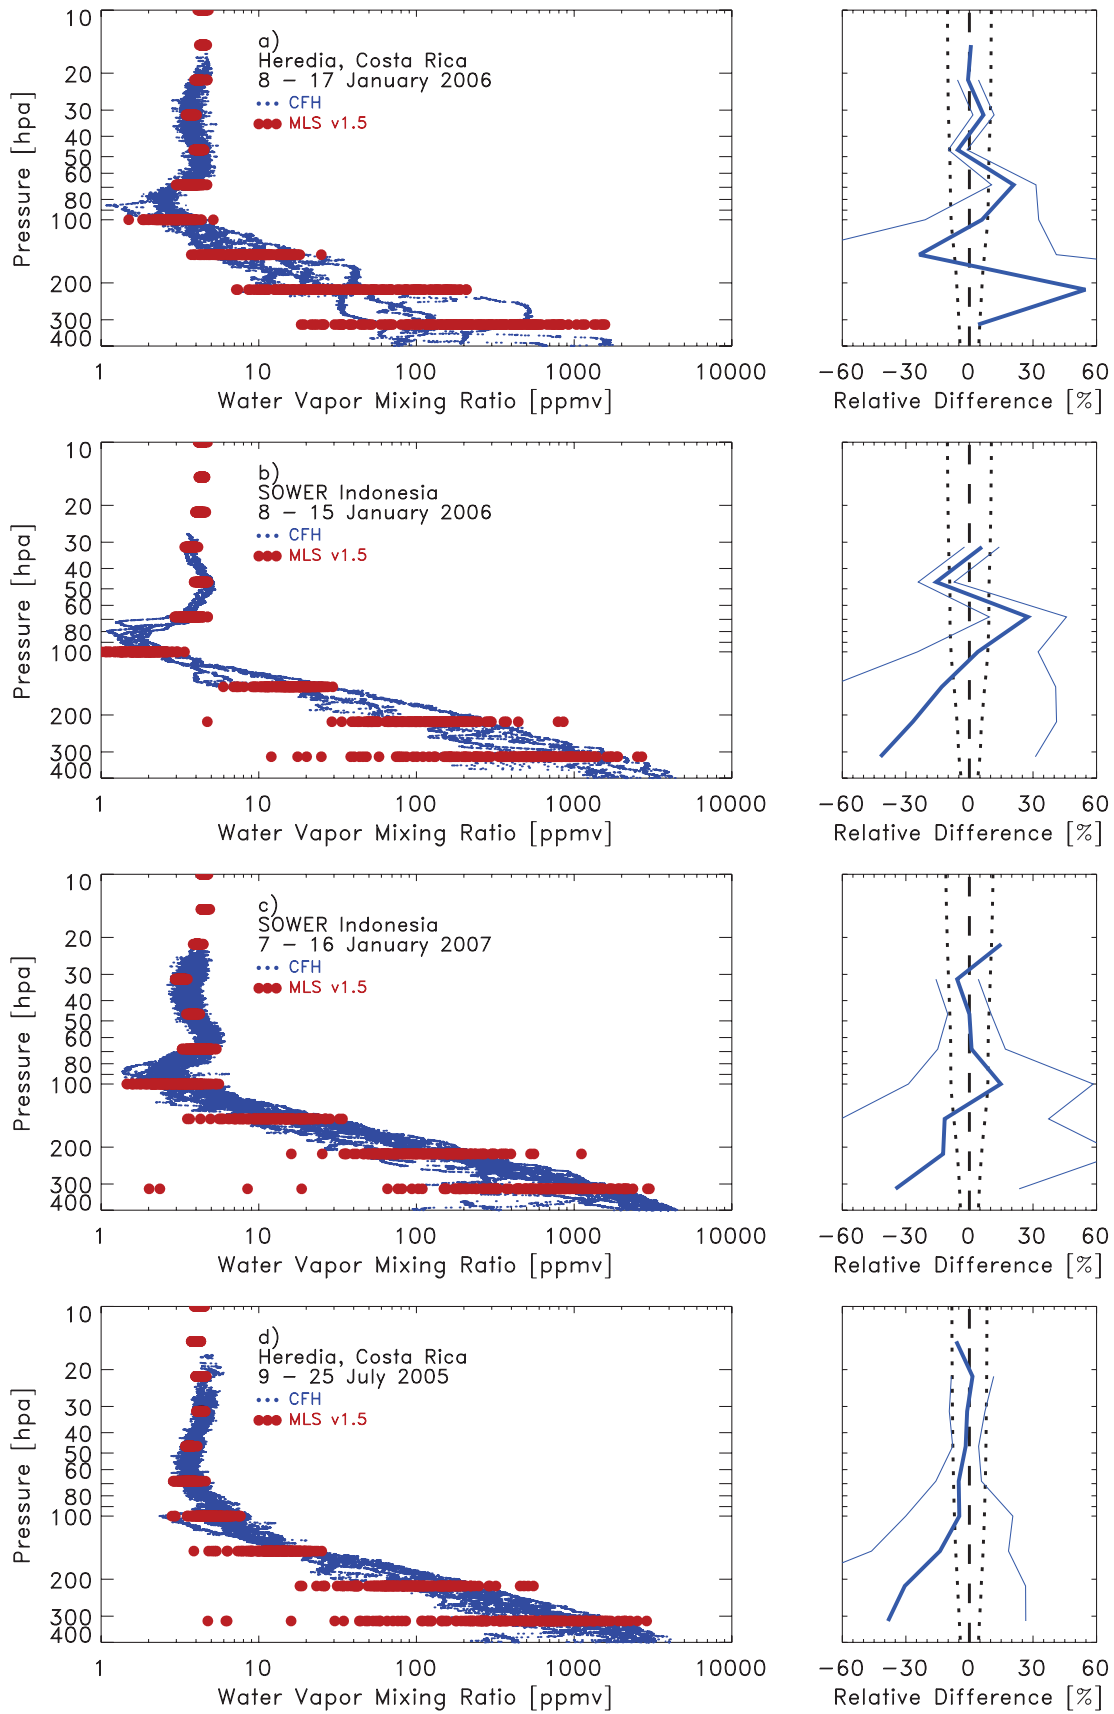 a)
Heredia, Costa Rica
8 – 17 January 2006
CFH
MLS v1.5
Pressure [hpa]
10
20
30
40
50
60
80
100
200
300
400
1 10 100 1000 10000
Water Vapor Mixing Ratio [ppmv]
−60 −30 0 30 60
Relative Difference [%]
b)
SOWER Indonesia
8 – 15 January 2006
CFH
MLS v1.5
Pressure [hpa]
10
20
30
40
50
60
80
100
200
300
400
1 10 100 1000 10000
Water Vapor Mixing Ratio [ppmv]
−60 −30 0 30 60
Relative Difference [%]
c)
SOWER Indonesia
7 – 16 January 2007
CFH
MLS v1.5
Pressure [hpa]
10
20
30
40
50
60
80
100
200
300
400
1 10 100 1000 10000
Water Vapor Mixing Ratio [ppmv]
−60 −30 0 30 60
Relative Difference [%]
d)
Heredia, Costa Rica
9 – 25 July 2005
CFH
MLS v1.5
Pressure [hpa]
10
20
30
40
50
60
80
100
200
300
400
1 10 100 1000 10000
Water Vapor Mixing Ratio [ppmv]
−60 −30 0 30 60
Relative Difference [%]